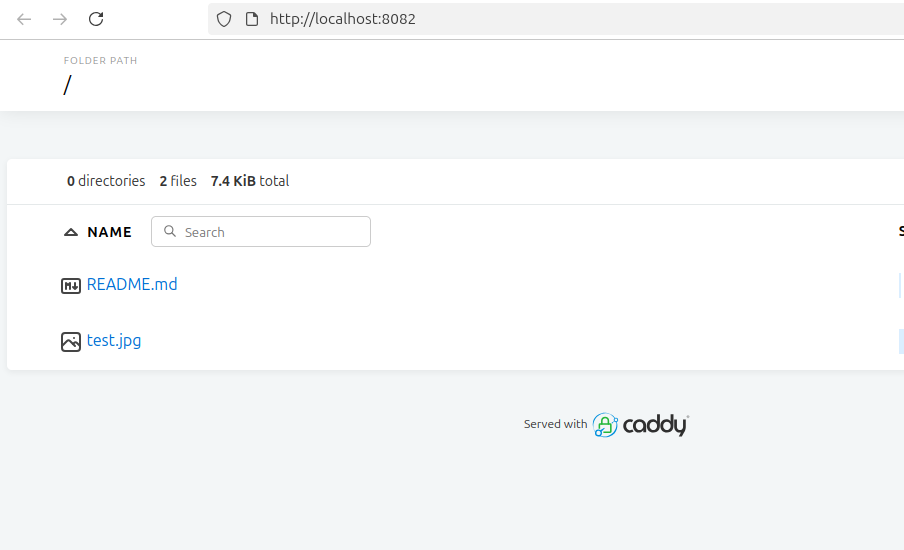 http://localhost:8082
FOLDER PATH
/
0 directories 2 files 7.4 KiB total
NAME Search
README.md
test.jpg
Served with caddy